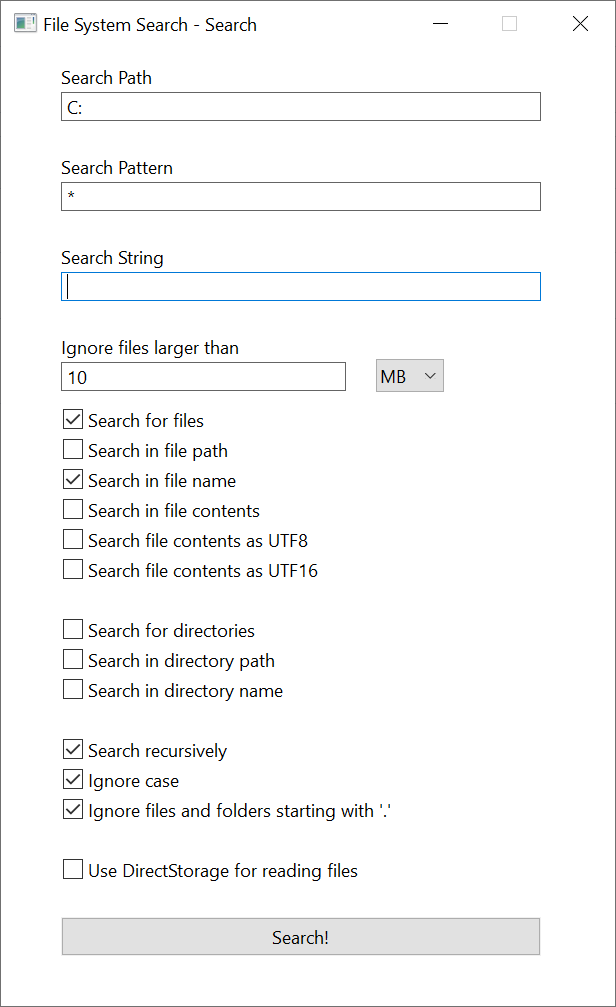 File System Search - Search
Search Path
C:
Search Pattern
*
Search String
Ignore files larger than
10 MB
Search for files
Search in file path
Search in file name
Search in file contents
Search file contents as UTF8
Search file contents as UTF16
Search for directories
Search in directory path
Search in directory name
Search recursively
Ignore case
Ignore files and folders starting with '.'
Use DirectStorage for reading files
Search!